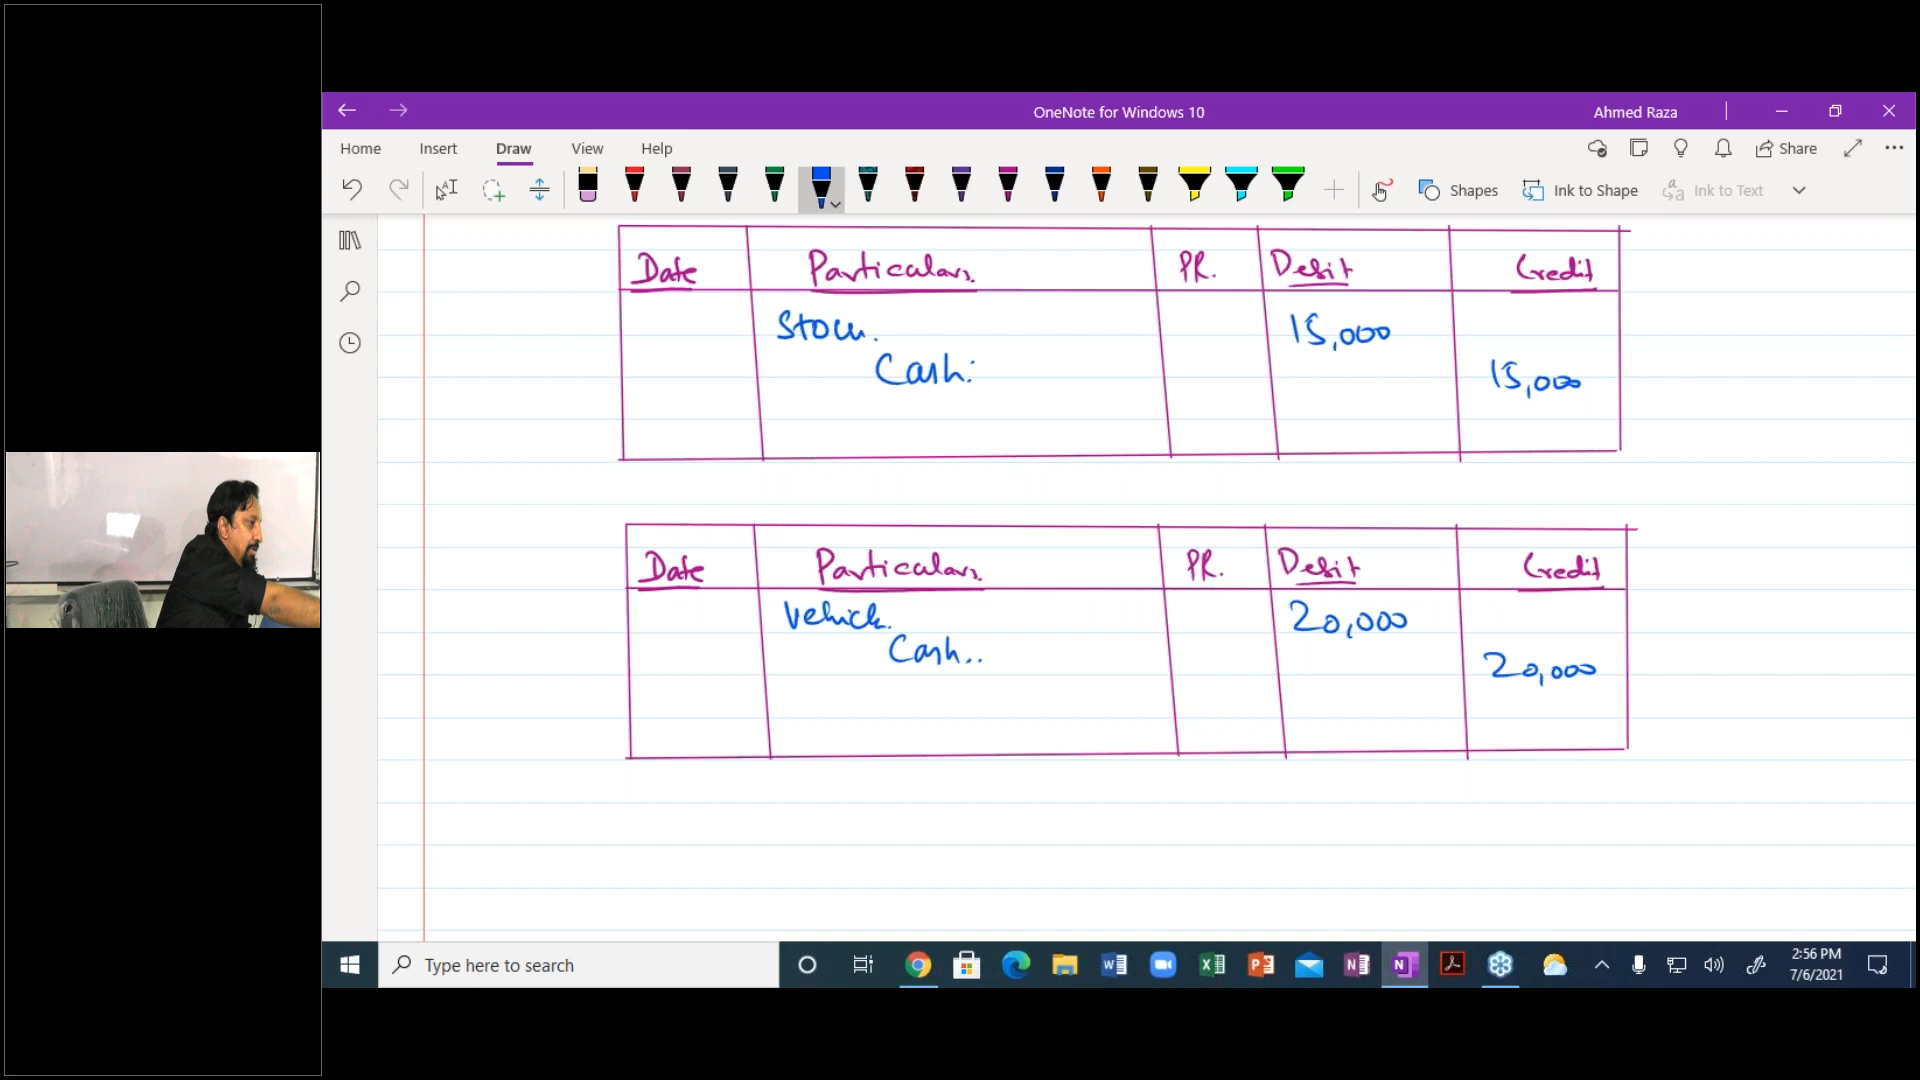 OneNote for Windows 10
Ahmed Raza
Home Insert Draw View Help
Share
Shapes Ink to Shape Ink to Text
Date Particulars. PR. Debit Credit
Stock. 15,000
Cash: 15,000
Date Particulars. PR. Debit Credit
Vehicle. 20,000
Cash.. 20,000
Type here to search
2:56 PM
7/6/2021